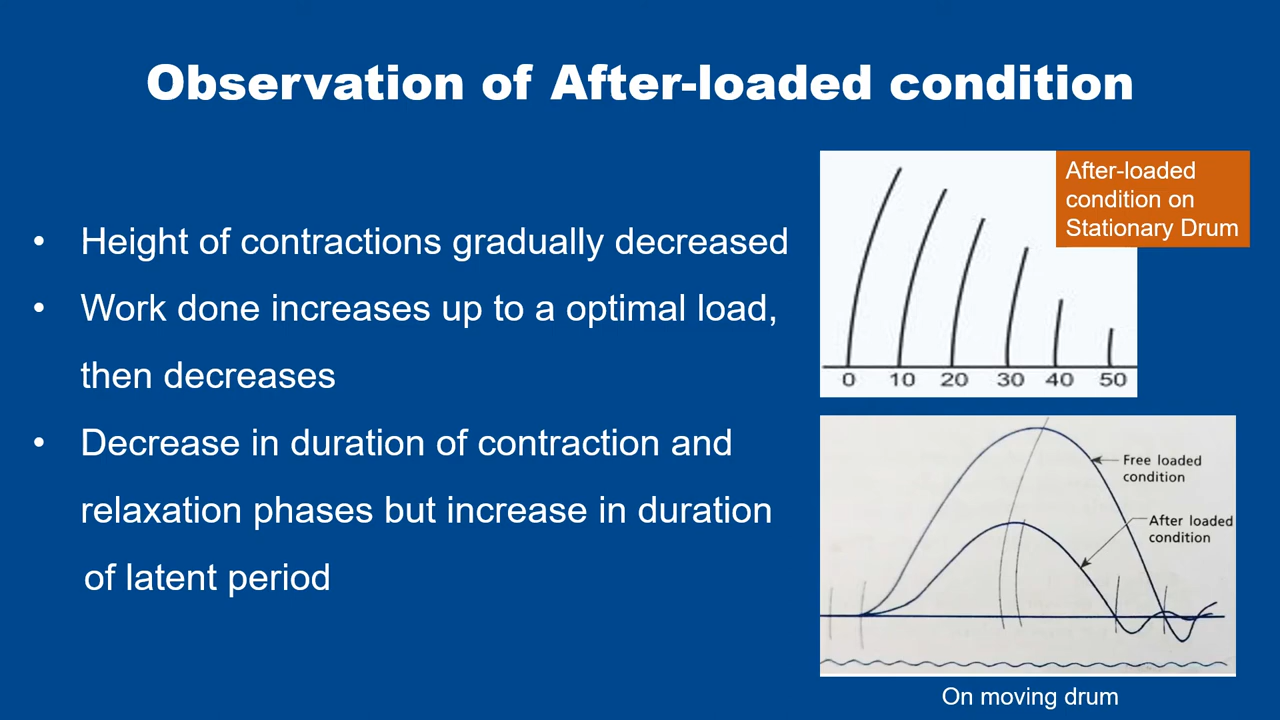 Observation of After-loaded condition
• Height of contractions gradually decreased
• Work done increases up to a optimal load,
then decreases
• Decrease in duration of contraction and
relaxation phases but increase in duration
of latent period
After-loaded
condition on
Stationary Drum
0 10 20 30 40 50
Free loaded
condition
After loaded
condition
On moving drum